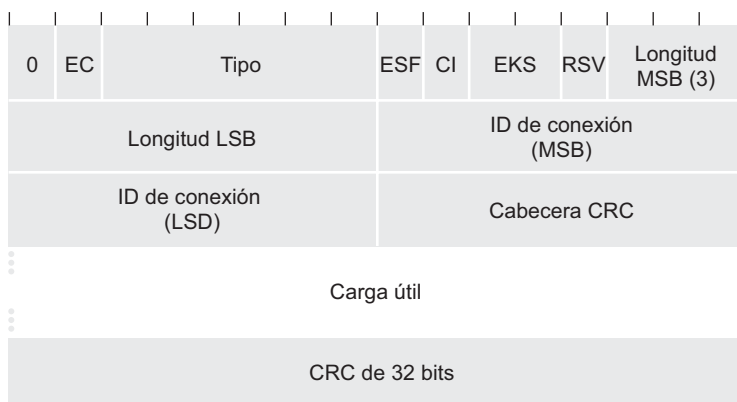 0 EC Tipo ESF CI EKS RSV Longitud
MSB (3)
Longitud LSB ID de conexión
(MSB)
ID de conexión
(LSD) Cabecera CRC
Carga útil
CRC de 32 bits